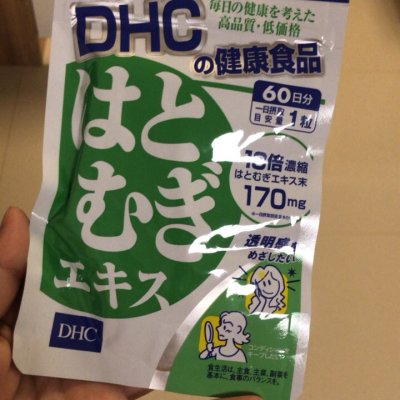 毎日の健康を考えた
高品質・低価格
DHC
の健康食品
60日分
一日摂取
目安量 1粒
はと
むぎ
エキス
13倍濃縮
はとむぎエキス末
170mg
透明感
めざしたい
DHC
食生活は、主食、主菜、副菜を
基本に、食事のバランスを。